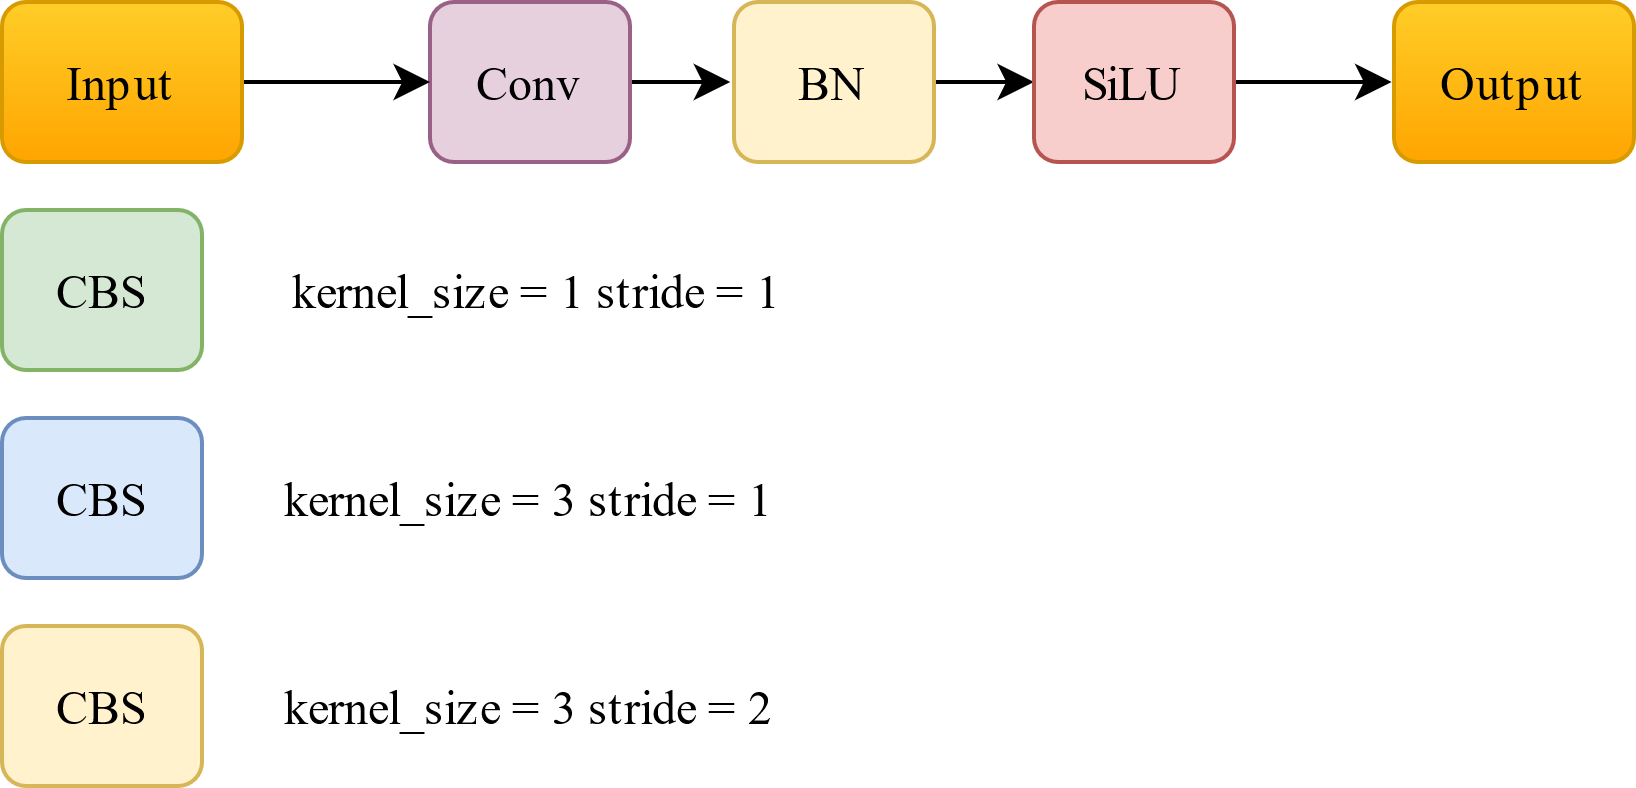 Input Conv BN SiLU Output
CBS kernel_size = 1 stride = 1
CBS kernel_size = 3 stride = 1
CBS kernel_size = 3 stride = 2